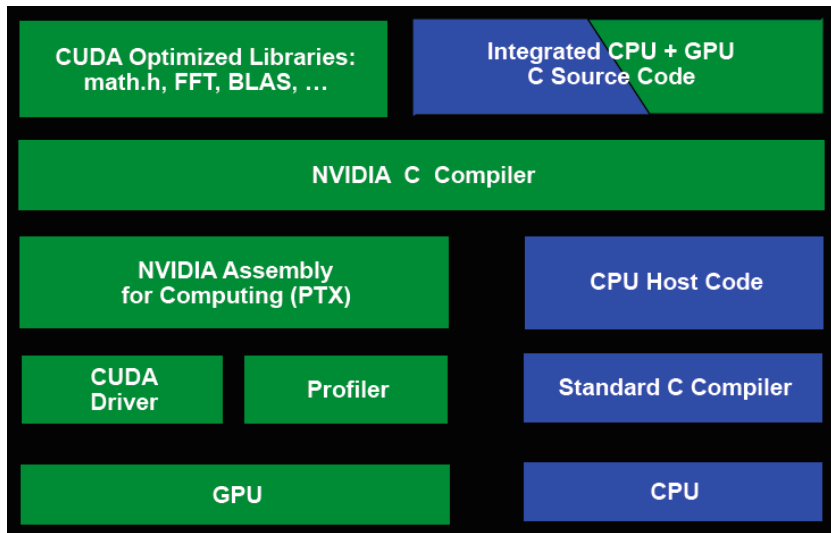 CUDA Optimized Libraries:
math.h, FFT, BLAS, …
Integrated CPU + GPU
C Source Code
NVIDIA C Compiler
NVIDIA Assembly
for Computing (PTX)
CPU Host Code
CUDA
Driver
Profiler
Standard C Compiler
GPU
CPU